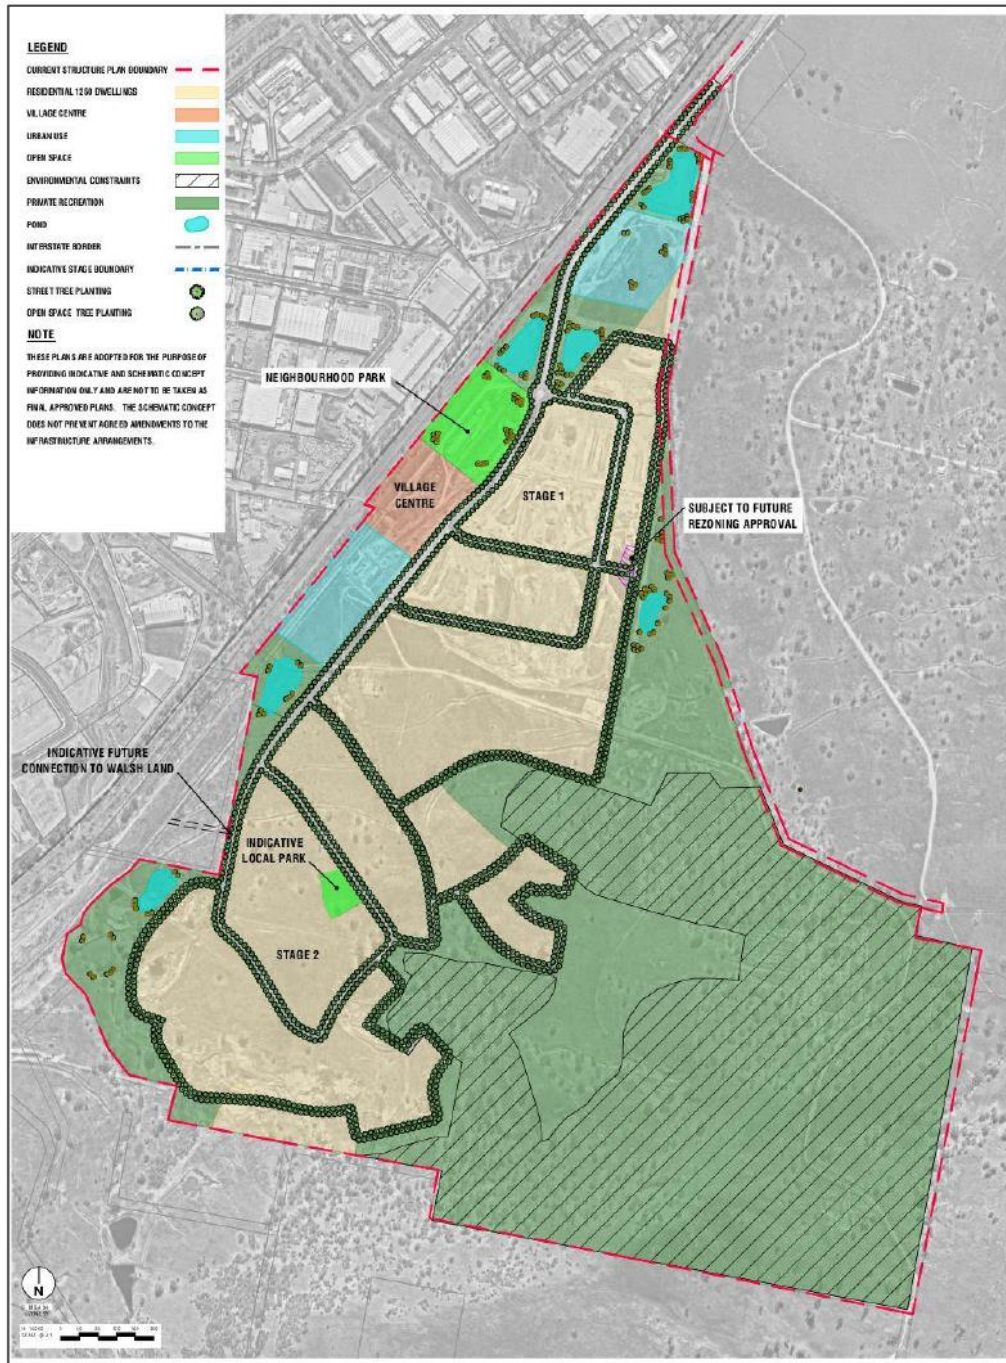 LEGEND
CURRENT STRUCTURE PLAN BOUNDARY
RESIDENTIAL 1250 DWELLINGS
VILLAGE CENTRE
URBAN USE
OPEN SPACE
ENVIRONMENTAL CONSTRAINTS
PRIVATE RECREATION
POND
INTERSTATE BORDER
INDICATIVE STAGE BOUNDARY
STREET TREE PLANTING
OPEN SPACE TREE PLANTING
NOTE
THESE PLANS ARE ADOPTED FOR THE PURPOSE OF
PROVIDING INDICATIVE AND SCHEMATIC CONCEPT
INFORMATION ONLY AND ARE NOT TO BE TAKEN AS
FINAL APPROVED PLANS. THE SCHEMATIC CONCEPT
DOES NOT PREVENT AGREED AMENDMENTS TO THE
INFRASTRUCTURE ARRANGEMENTS.
NEIGHBOURHOOD PARK
VILLAGE
CENTRE
STAGE 1
SUBJECT TO FUTURE
REZONING APPROVAL
INDICATIVE FUTURE
CONNECTION TO WALSH LAND
INDICATIVE
LOCAL PARK
STAGE 2
N